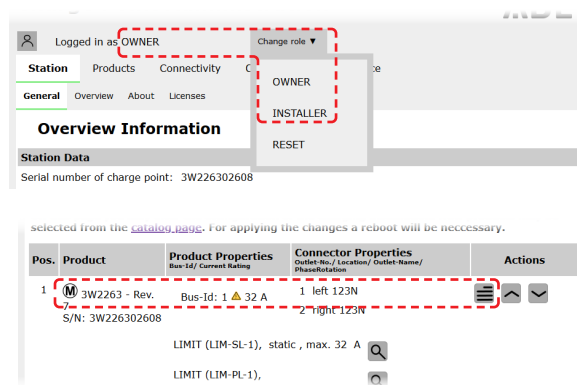 Logged in as OWNER
Change role ▼
Station Products Connectivity
OWNER
INSTALLER
RESET
General Overview About Licenses
Overview Information
Station Data
Serial number of charge point: 3W226302608
selected from the catalog page. For applying the changes a reboot will be neccessary.
Pos. Product Product Properties Connector Properties Actions
Bus-Id/ Current Rating Outlet-No./ Location/ Outlet-Name/
PhaseRotation
1 M 3W2263 - Rev. Bus-Id: 1 32 A 1 left 123N
7
2 right 123N
S/N: 3W226302608
LIMIT (LIM-SL-1), static , max. 32 A
LIMIT (LIM-PL-1),